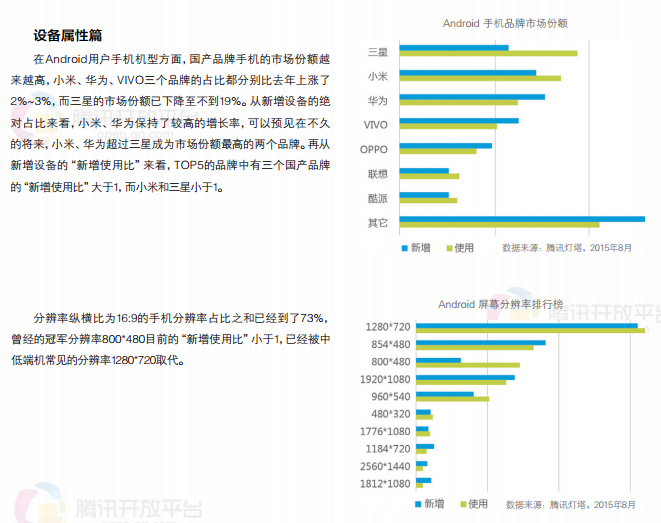 设备属性篇
在Android用户手机机型方面，国产品牌手机的市场份额越
来越高，小米、华为、VIVO三个品牌的占比都分别比去年上涨了
2%~3%，而三星的市场份额已下降至不到19%。从新增设备的绝
对占比来看，小米、华为保持了较高的增长率，可以预见在不久
的将来，小米、华为超过三星成为市场份额最高的两个品牌。再从
新增设备的“新增使用比”来看，TOP5的品牌中有三个国产品牌
的“新增使用比”大于1，而小米和三星小于1。
Android 手机品牌市场份额
三星
小米
华为
VIVO
OPPO
联想
酷派
其它
新增 使用 数据来源：腾讯灯塔，2015年8月
分辨率纵横比为16:9的手机分辨率占比之和已经到了73%，
曾经的冠军分辨率800*480目前的“新增使用比”小于1，已经被中
低端机常见的分辨率1280*720取代。
Android 屏幕分辨率排行榜
1280*720
854*480
800*480
1920*1080
960*540
480*320
1776*1080
1184*720
2560*1440
1812*1080
新增 使用 数据来源：腾讯灯塔，2015年8月
腾讯开放平台
腾讯开放平台